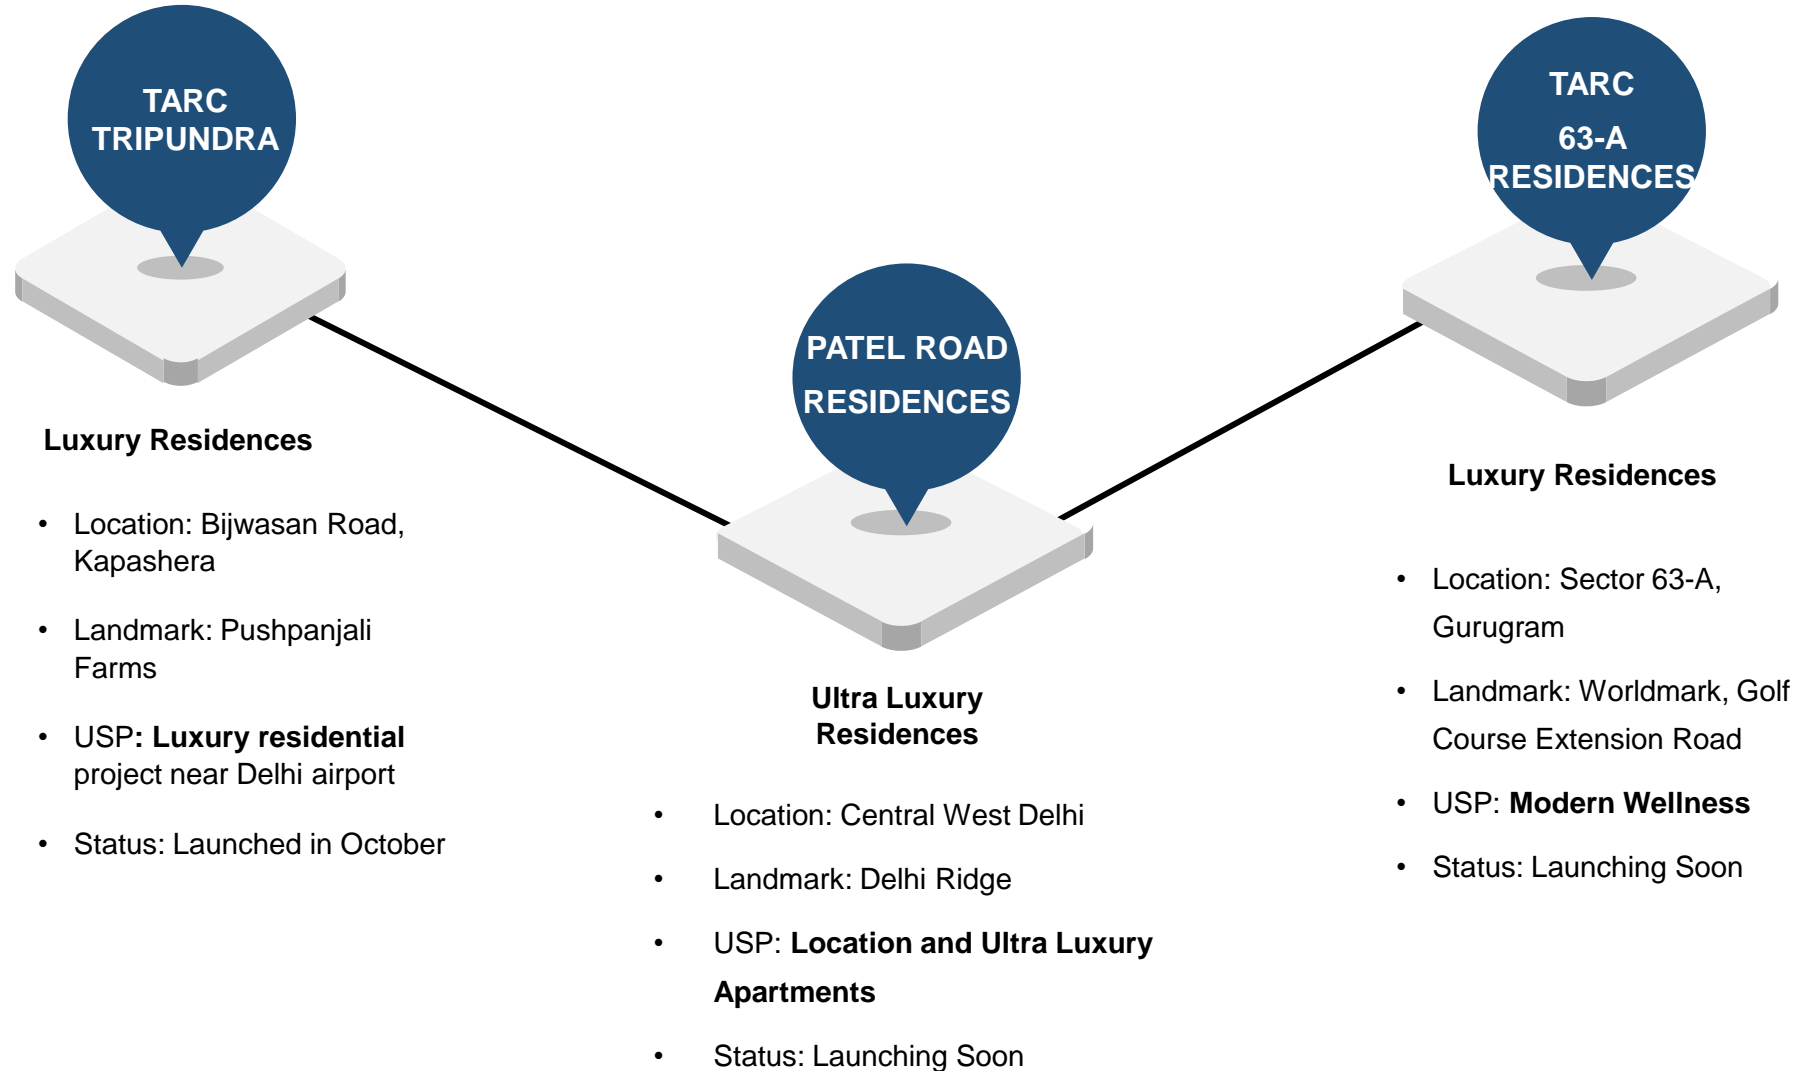 TARC
TRIPUNDRA
Luxury Residences
• Location: Bijwasan Road,
Kapashera
• Landmark: Pushpanjali
Farms
• USP: Luxury residential
project near Delhi airport
• Status: Launched in October
PATEL ROAD
RESIDENCES
Ultra Luxury
Residences
• Location: Central West Delhi
• Landmark: Delhi Ridge
• USP: Location and Ultra Luxury
Apartments
• Status: Launching Soon
TARC
63-A
RESIDENCES
Luxury Residences
• Location: Sector 63-A,
Gurugram
• Landmark: Worldmark, Golf
Course Extension Road
• USP: Modern Wellness
• Status: Launching Soon